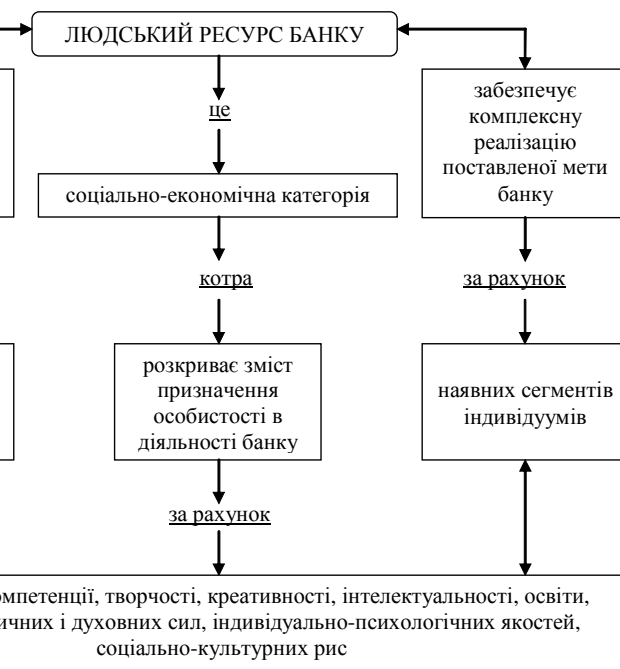 ЛЮДСЬКИЙ РЕСУРС БАНКУ
це
соціально-економічна категорія
котра
розкриває зміст
призначення
особистості в
діяльності банку
за рахунок
забезпечує
комплексну
реалізацію
поставленої мети
банку
за рахунок
наявних сегментів
індивідуумів
творчості, креативності, інтелектуальності, освіти,
і духовних сил, індивідуально-психологічних якостей,
соціально-культурних рис